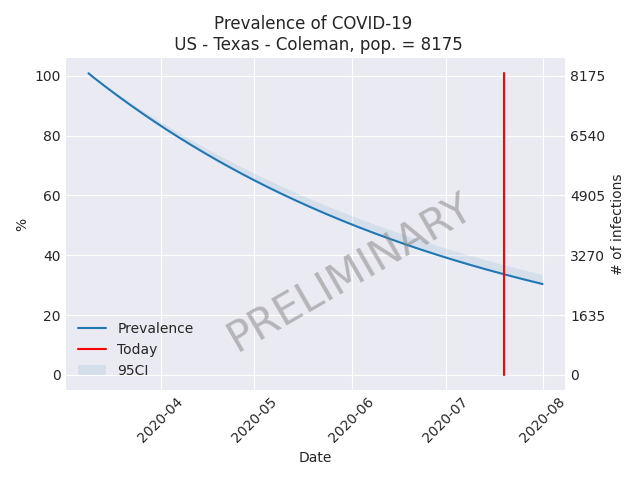 Prevalence of COVID-19
US - Texas - Coleman, pop. = 8175
100
80
60
40
20
0
%
8175
6540
4905
3270
1635
0
# of infections
PRELIMINARY
Prevalence
Today
95CI
2020-04
2020-05
2020-06
2020-07
2020-08
Date